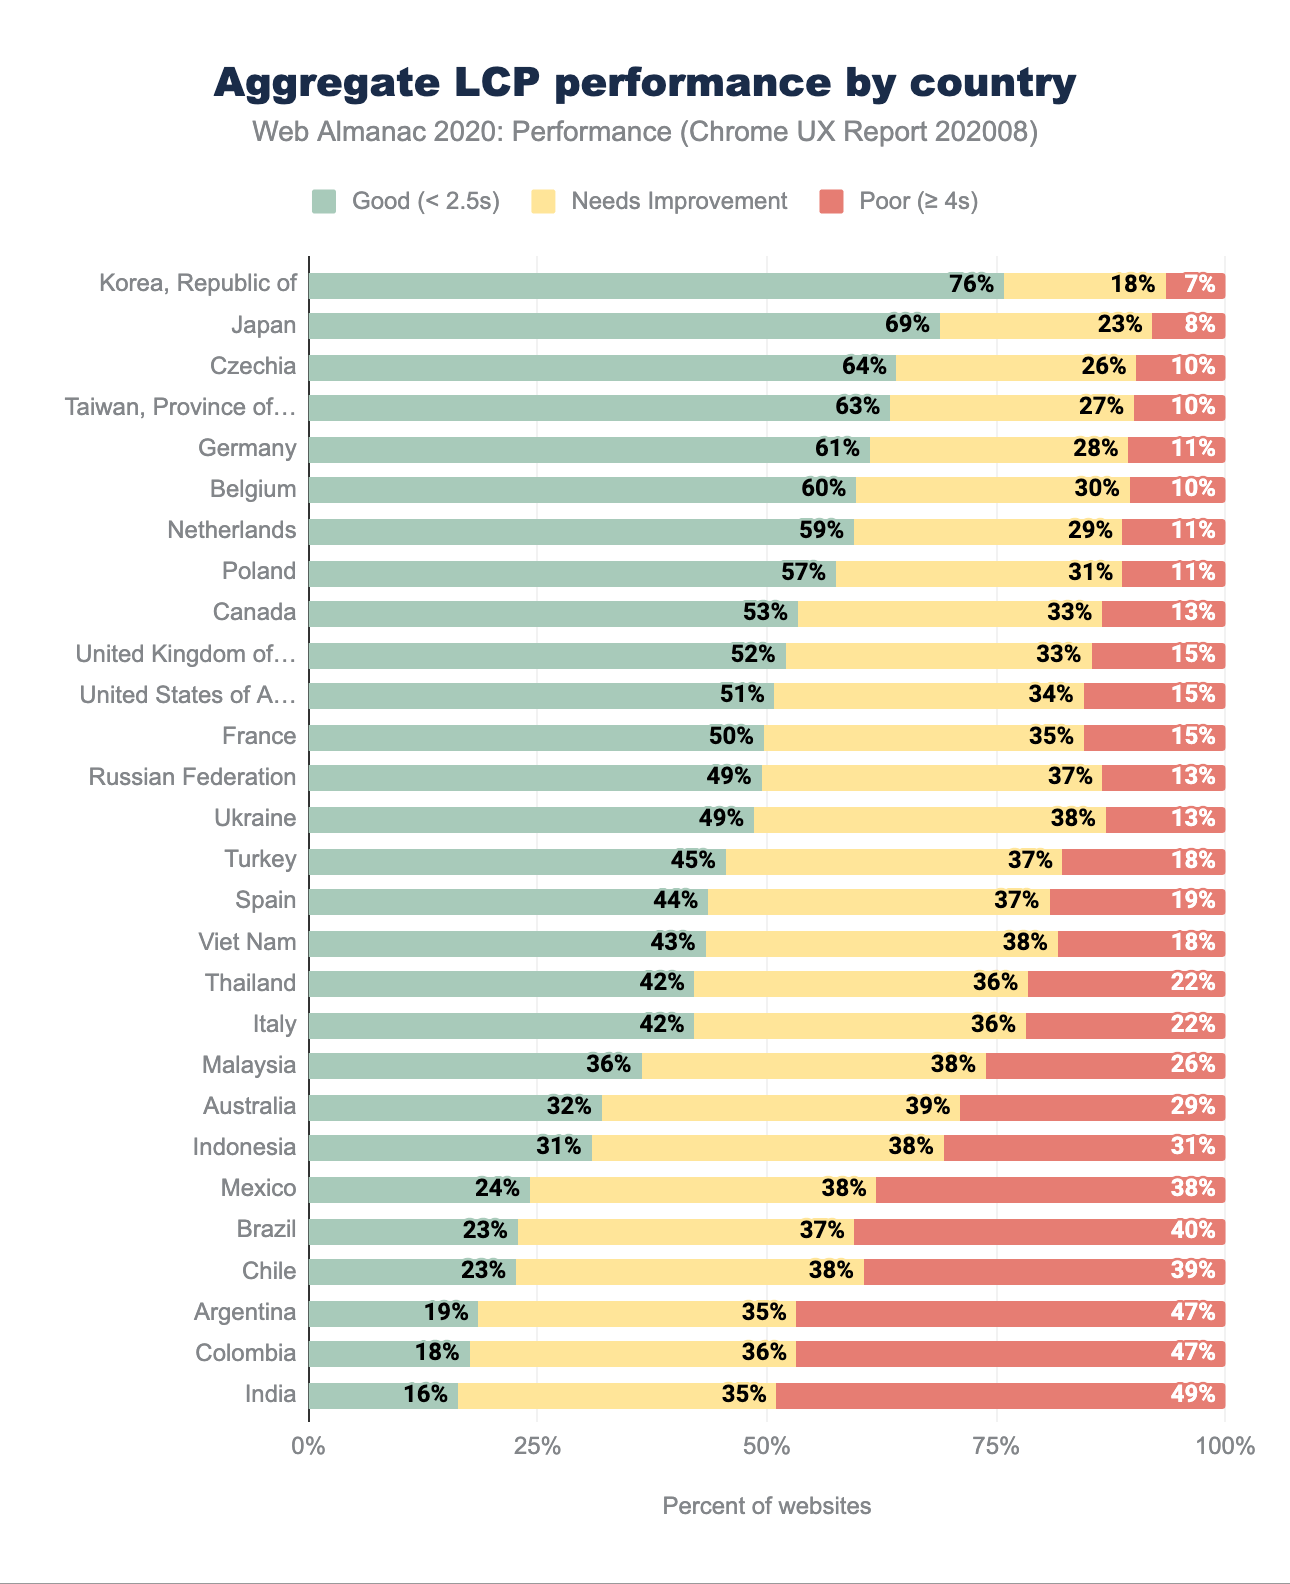 Aggregate LCP performance by country
Web Almanac 2020: Performance (Chrome UX Report 202008)
Good (< 2.5s) Needs Improvement Poor (≥ 4s)
Korea, Republic of 76% 18% 7%
Japan 69% 23% 8%
Czechia 64% 26% 10%
Taiwan, Province of… 63% 27% 10%
Germany 61% 28% 11%
Belgium 60% 30% 10%
Netherlands 59% 29% 11%
Poland 57% 31% 11%
Canada 53% 33% 13%
United Kingdom of… 52% 33% 15%
United States of A… 51% 34% 15%
France 50% 35% 15%
Russian Federation 49% 37% 13%
Ukraine 49% 38% 13%
Turkey 45% 37% 18%
Spain 44% 37% 19%
Viet Nam 43% 38% 18%
Thailand 42% 36% 22%
Italy 42% 36% 22%
Malaysia 36% 38% 26%
Australia 32% 39% 29%
Indonesia 31% 38% 31%
Mexico 24% 38% 38%
Brazil 23% 37% 40%
Chile 23% 38% 39%
Argentina 19% 35% 47%
Colombia 18% 36% 47%
India 16% 35% 49%
0% 25% 50% 75% 100%
Percent of websites